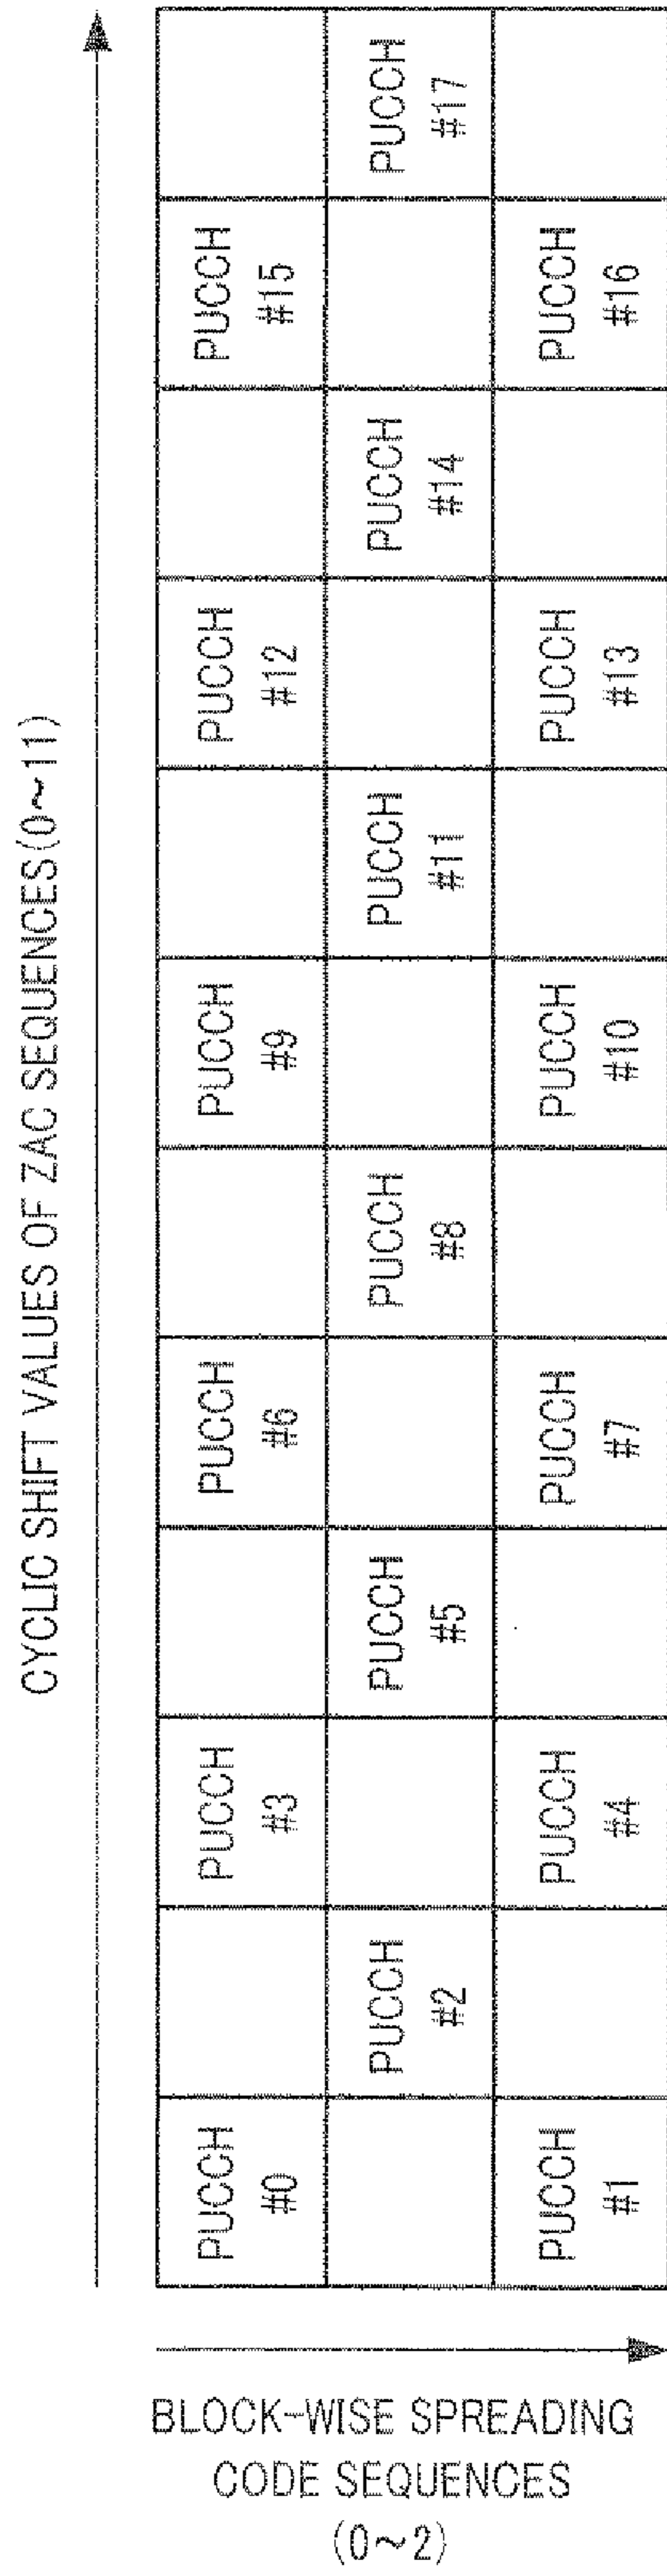 CYCLIC SHIFT VALUES OF ZAC SEQUENCES(0~11)
PUCCH
#0
PUCCH
#3
PUCCH
#6
PUCCH
#9
PUCCH
#12
PUCCH
#15
PUCCH
#2
PUCCH
#5
PUCCH
#8
PUCCH
#11
PUCCH
#14
PUCCH
#17
PUCCH
#1
PUCCH
#4
PUCCH
#7
PUCCH
#10
PUCCH
#13
PUCCH
#16
BLOCK-WISE SPREADING
CODE SEQUENCES
(0~2)